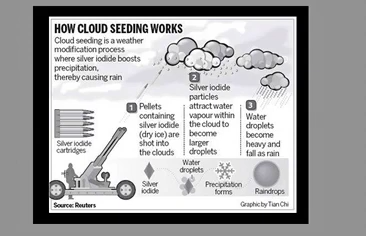 HOW CLOUD SEEDING WORKS
Cloud seeding is a weather
modification process
where silver iodide boosts
precipitation,
thereby causing rain
1 Pellets
containing
silver iodide
(dry ice) are
shot into
the clouds
2
Silver iodide
particles
attract water
vapour within
the cloud to
become
larger
droplets
3
Water
droplets
become
heavy and
fall as rain
Silver iodide
cartridges
Silver
iodide
Water
droplets
Precipitation
forms
Raindrops
Source: Reuters
Graphic by Tian Chi